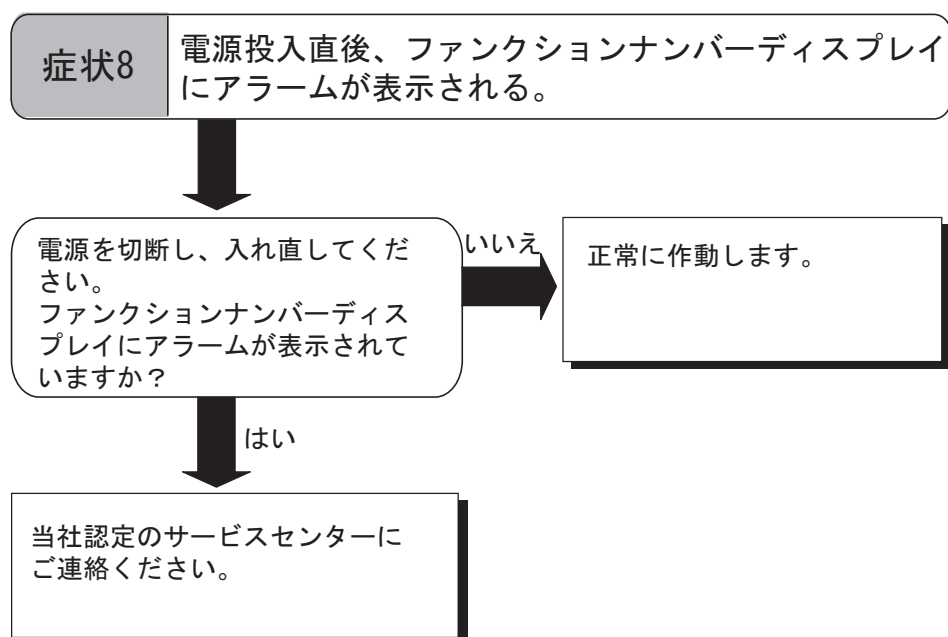 症状8
電源投入直後、ファンクションナンバーディスプレイ
にアラームが表示される。
電源を切断し、入れ直してくだ
さい。
ファンクションナンバーディス
プレイにアラームが表示されて
いますか？
いいえ
正常に作動します。
はい
当社認定のサービスセンターに
ご連絡ください。